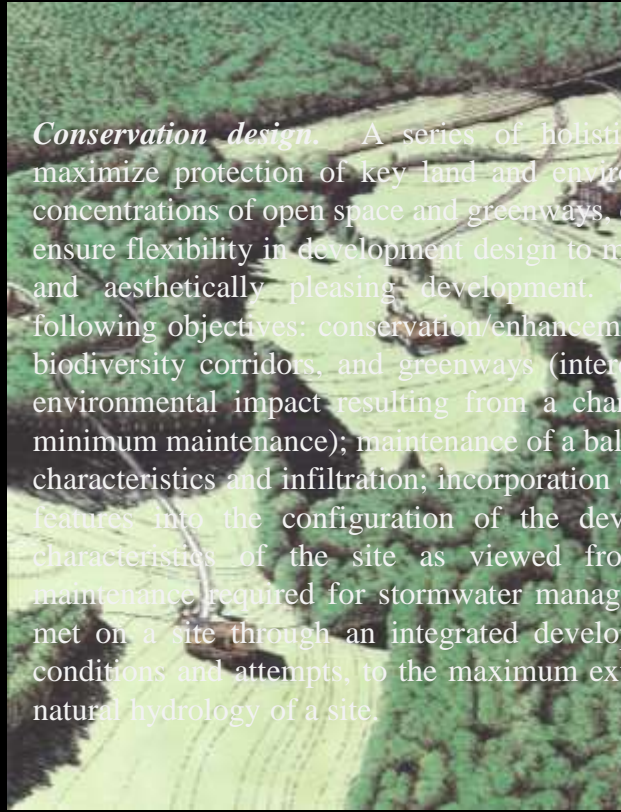 Conservation design. A series of holisti
maximize protection of key land and enviro
concentrations of open space and greenways,
ensure flexibility in development design to m
and aesthetically pleasing development.
following objectives: conservation/enhancem
biodiversity corridors, and greenways (inter
environmental impact resulting from a chan
minimum maintenance); maintenance of a bal
characteristics and infiltration; incorporation
features into the configuration of the dev
characteristics of the site as viewed fro
maintenance required for stormwater manag
met on a site through an integrated develop
conditions and attempts, to the maximum ex
natural hydrology of a site.